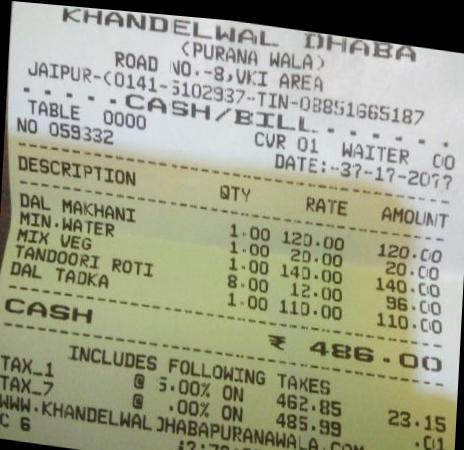 KHANDELWAL DHABA
(PURANA WALA)
ROAD NO.-8,VKI AREA
JAIPUR-(0141-5102937-TIN-08851665187
CASH/BILL
TABLE 0000 CVR 01 WAITER 00
NO 059332 DATE:-37-17-2077
DESCRIPTION QTY RATE AMOUNT
DAL MAKHANI 1.00 120.00 120.00
MIN.WATER 1.00 20.00 20.00
MIX VEG 1.00 140.00 140.00
TANDOORI ROTI 8.00 12.00 96.00
DAL TADKA 1.00 110.00 110.00
CASH ₹ 486.00
INCLUDES FOLLOWING TAXES
TAX_1 @ 5.00% ON 462.85 23.15
TAX_7 @ .00% ON 485.99 .01
WWW.KHANDELWALDHABAPURANAWALA.COM
C 6